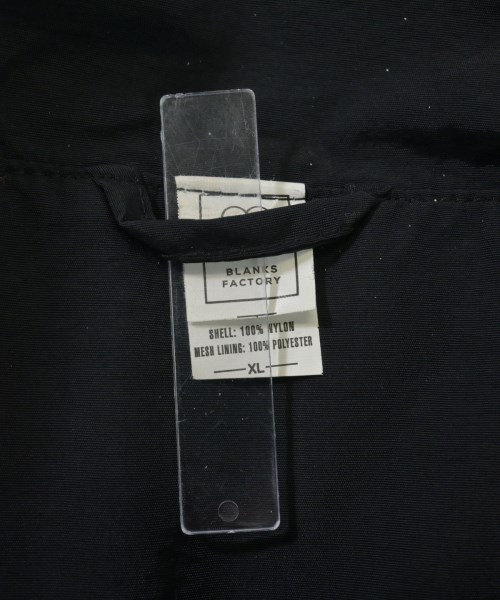 BLANKS
FACTORY
SHELL: 100% NYLON
MESH LINING: 100% POLYESTER
XL